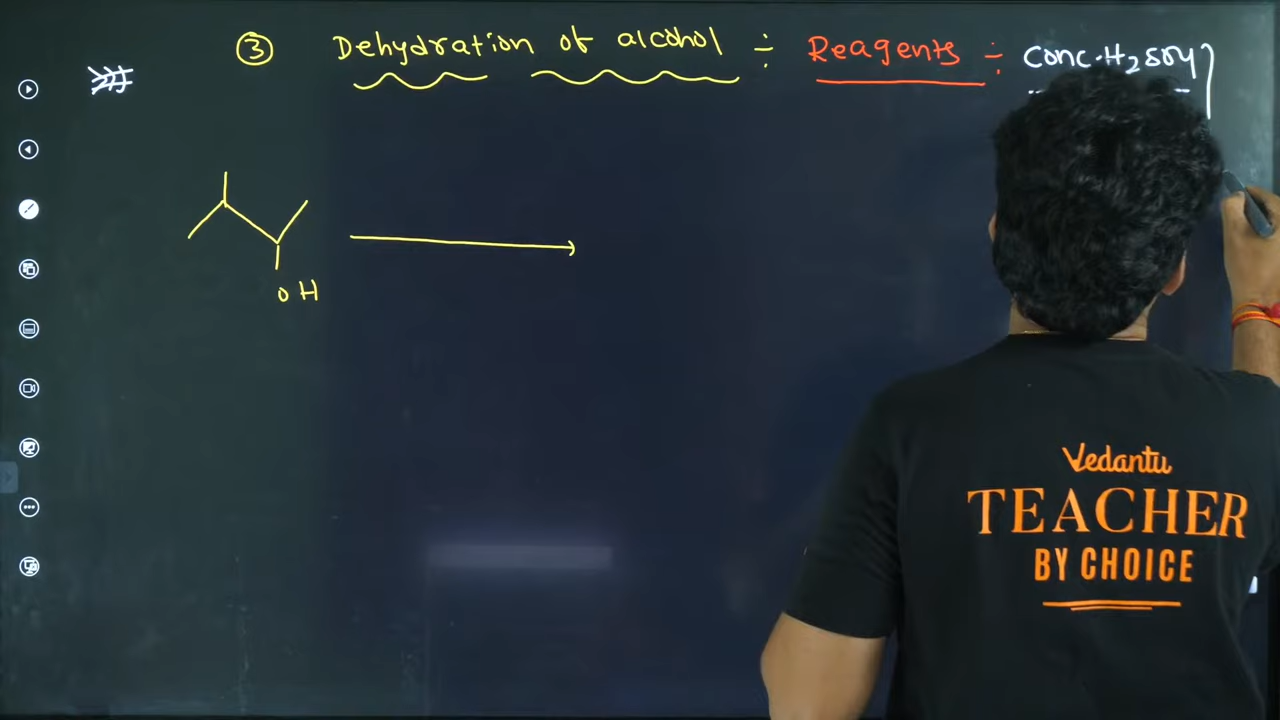 ③ Dehydration of alcohol ÷ Reagents ÷ Conc. H₂SO4
OH
Vedantu
TEACHER
BY CHOICE